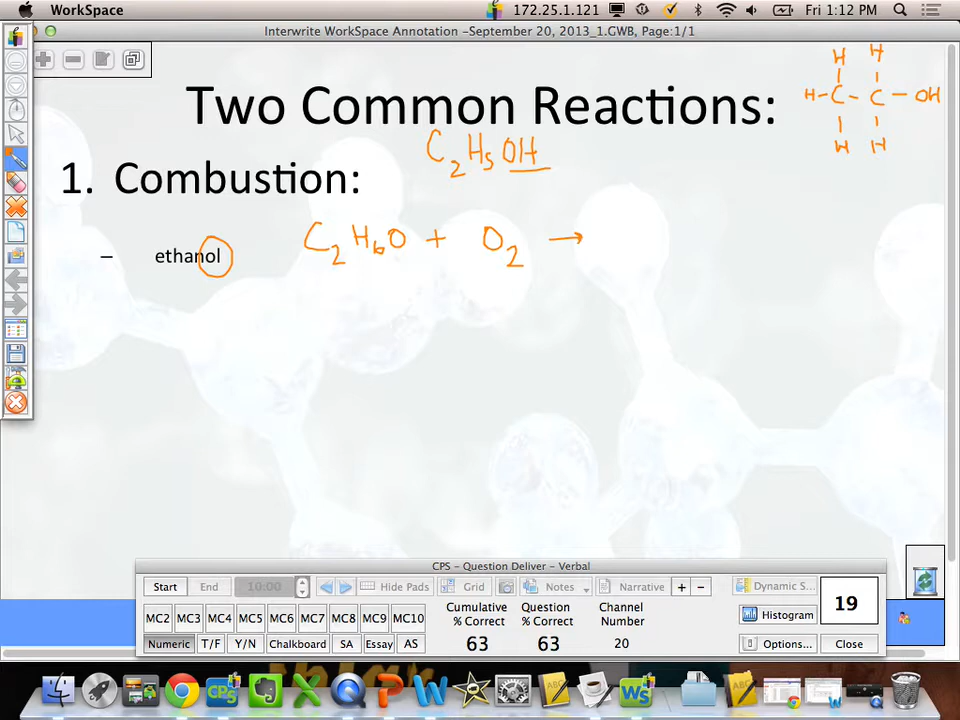 WorkSpace
172.25.1.121
Fri 1:12 PM
Interwrite WorkSpace Annotation -September 20, 2013_1.GWB, Page:1/1
Two Common Reactions:
H H
H-C-C-OH
H H
C2H5OH
1. Combustion:
– ethanol C2H6O + O2 →
CPS - Question Deliver - Verbal
Start End 10:00 Hide Pads Grid Notes Narrative + − Dynamic S...
MC2 MC3 MC4 MC5 MC6 MC7 MC8 MC9 MC10
Numeric T/F Y/N Chalkboard SA Essay AS
Cumulative % Correct
63
Question % Correct
63
Channel Number
20
Histogram
19
Options...
Close
CPS
WS